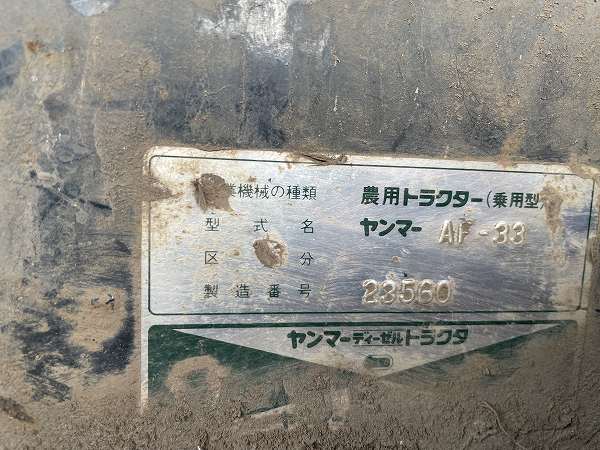 業機械の種類 農用トラクター(乗用型)
型式名 ヤンマー AF-33
区分
製造番号 23560
ヤンマーディーゼルトラクタ